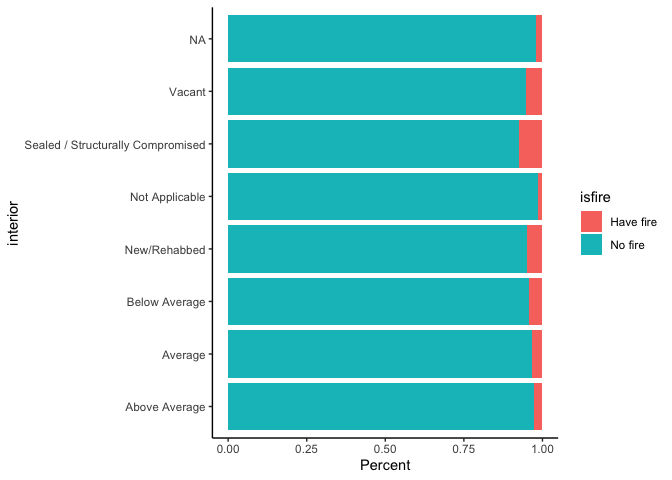 NA
Vacant
Sealed / Structurally Compromised
Not Applicable
New/Rehabbed
Below Average
Average
Above Average
interior
0.00 0.25 0.50 0.75 1.00
Percent
isfire
Have fire
No fire